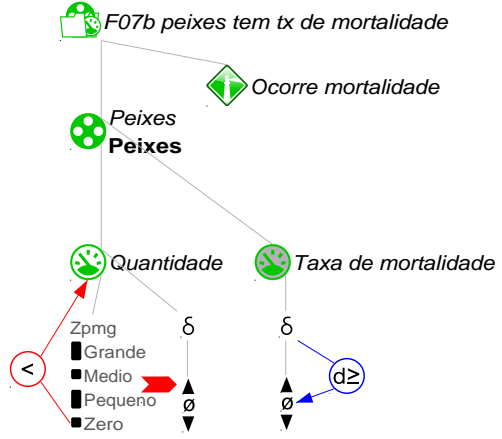 F07b peixes tem tx de mortalidade
Ocorre mortalidade
Peixes
Peixes
Quantidade
Taxa de mortalidade
Zpmg
δ
δ
Grande
<
Medio
d≥
Pequeno
ø
ø
Zero